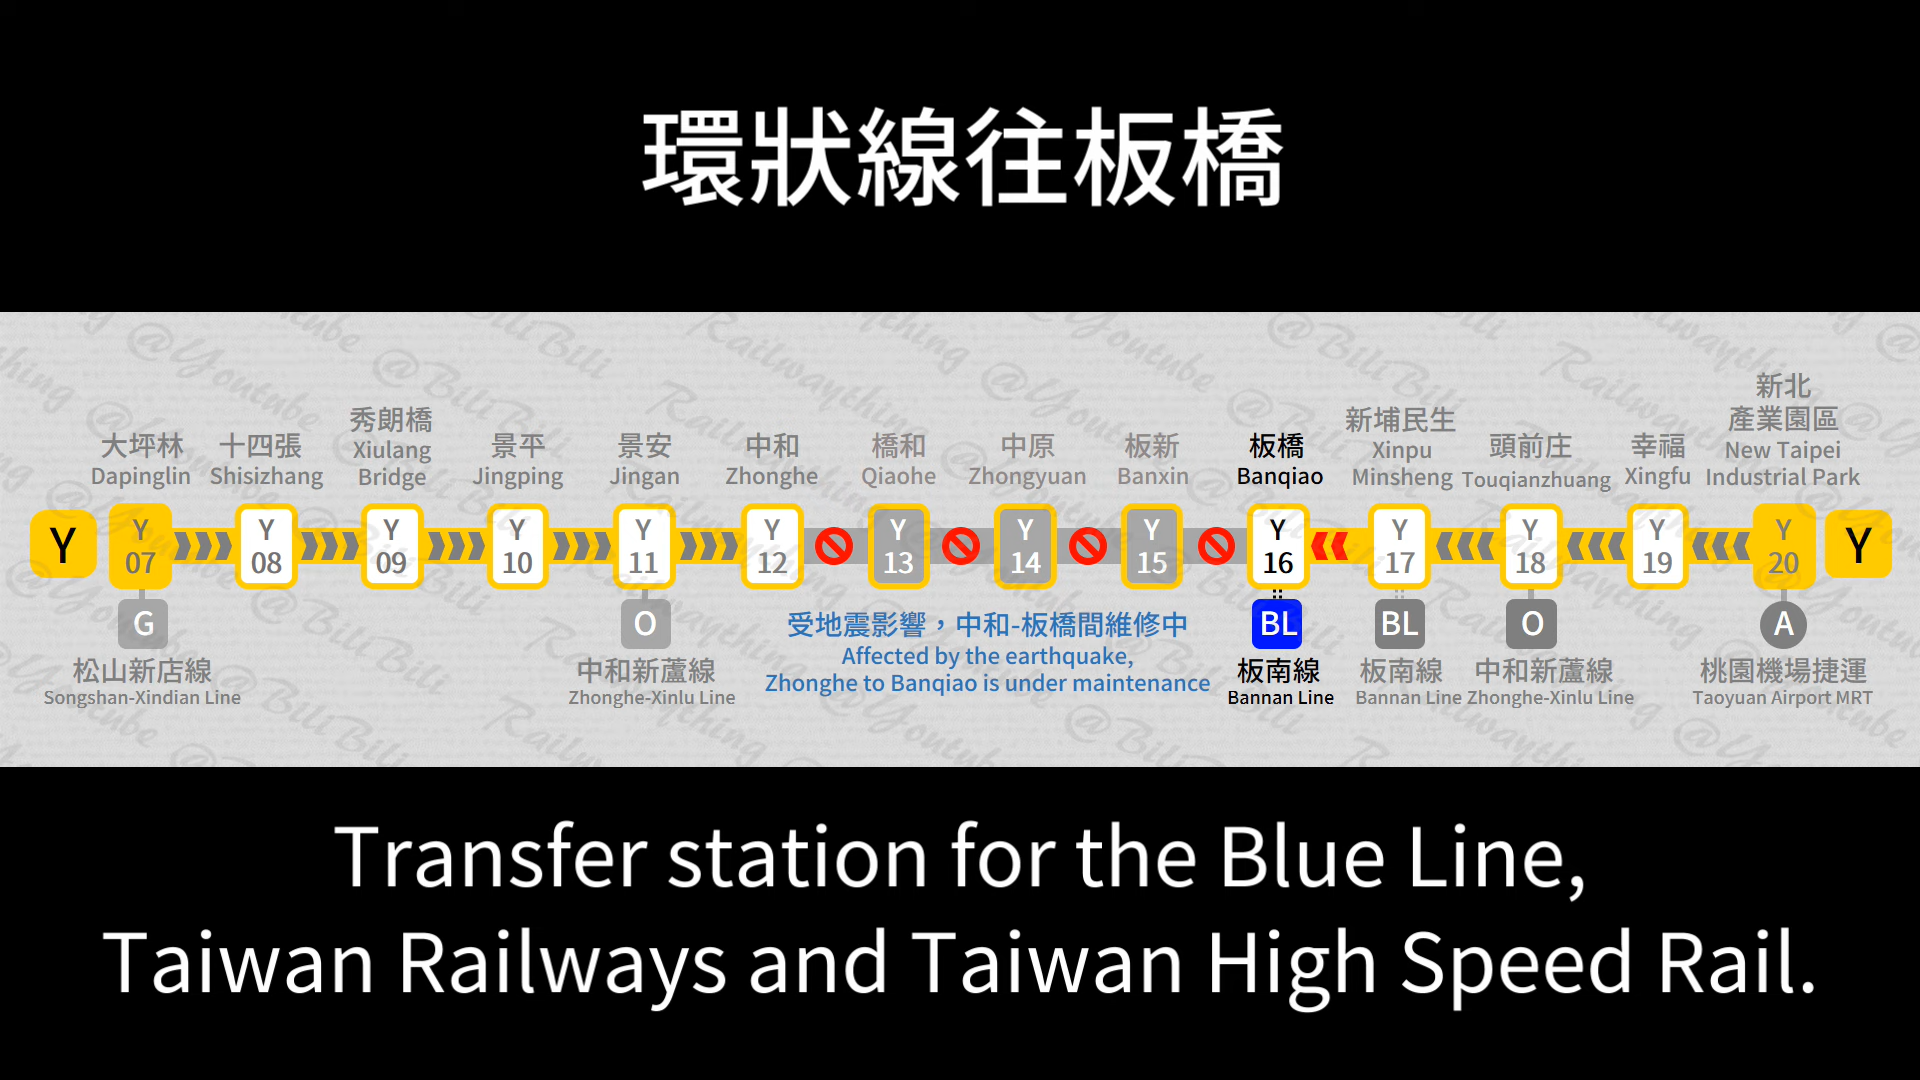 環狀線往板橋
大坪林
Dapinglin
十四張
Shisizhang
秀朗橋
Xiulang
Bridge
景平
Jingping
景安
Jingan
中和
Zhonghe
橋和
Qiaohe
中原
Zhongyuan
板新
Banxin
板橋
Banqiao
新埔民生
Xinpu
Minsheng
頭前庄
Touqianzhuang
幸福
Xingfu
新北
產業園區
New Taipei
Industrial Park
Y
Y
07
Y
08
Y
09
Y
10
Y
11
Y
12
Y
13
Y
14
Y
15
Y
16
Y
17
Y
18
Y
19
Y
20
Y
G
松山新店線
Songshan-Xindian Line
O
中和新蘆線
Zhonghe-Xinlu Line
受地震影響，中和-板橋間維修中
Affected by the earthquake,
Zhonghe to Banqiao is under maintenance
BL
板南線
Bannan Line
BL
板南線
Bannan Line
O
中和新蘆線
Zhonghe-Xinlu Line
A
桃園機場捷運
Taoyuan Airport MRT
Railwaything @Youtube @BiliBili
Transfer station for the Blue Line,
Taiwan Railways and Taiwan High Speed Rail.